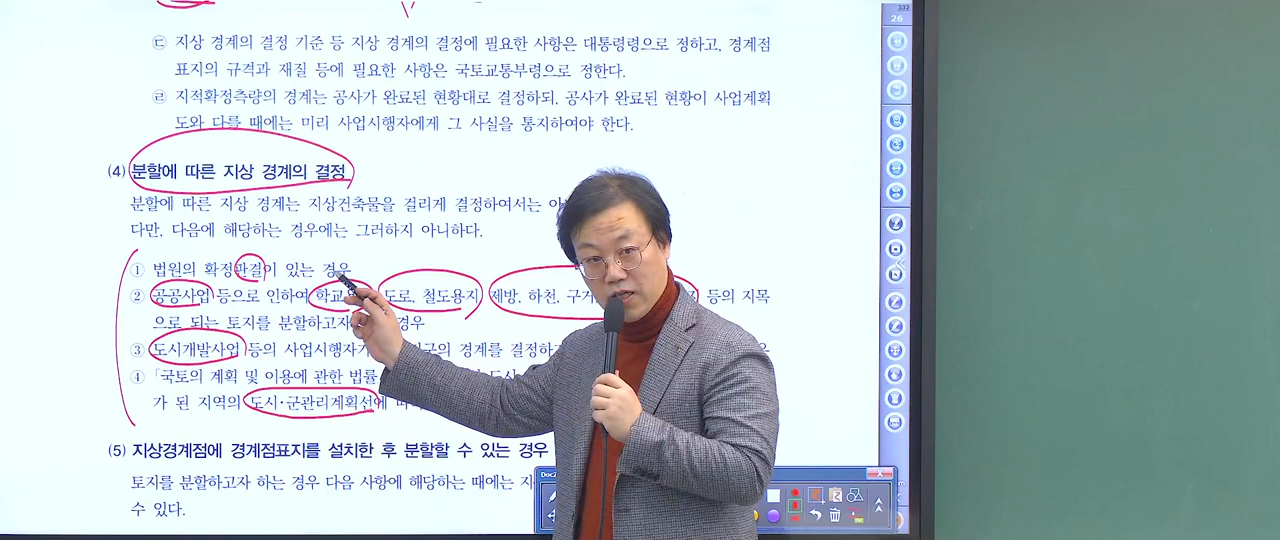 332
26
㉢ 지상 경계의 결정 기준 등 지상 경계의 결정에 필요한 사항은 대통령령으로 정하고, 경계점
표지의 규격과 재질 등에 필요한 사항은 국토교통부령으로 정한다.
㉣ 지적확정측량의 경계는 공사가 완료된 현황대로 결정하되, 공사가 완료된 현황이 사업계획
도와 다를 때에는 미리 사업시행자에게 그 사실을 통지하여야 한다.
(4) 분할에 따른 지상 경계의 결정
분할에 따른 지상 경계는 지상건축물을 걸리게 결정하여서는
다만, 다음에 해당하는 경우에는 그러하지 아니하다.
① 법원의 확정판결이 있는 경우
② 공공사업 등으로 인하여 도로, 철도용지 제방, 하천, 등의 지목
으로 되는 토지를 분할하고자 경우
③ 도시개발사업 등의 사업시행자가 경계를
④ 「국토의 계획 및 이용에 관한 법률
가 된 지역의 도시·군관리계획선에
(5) 지상경계점에 경계점표지를 설치한 후 분할할 수 있는 경우
토지를 분할하고자 하는 경우 다음 사항에 해당하는 때에는
수 있다.